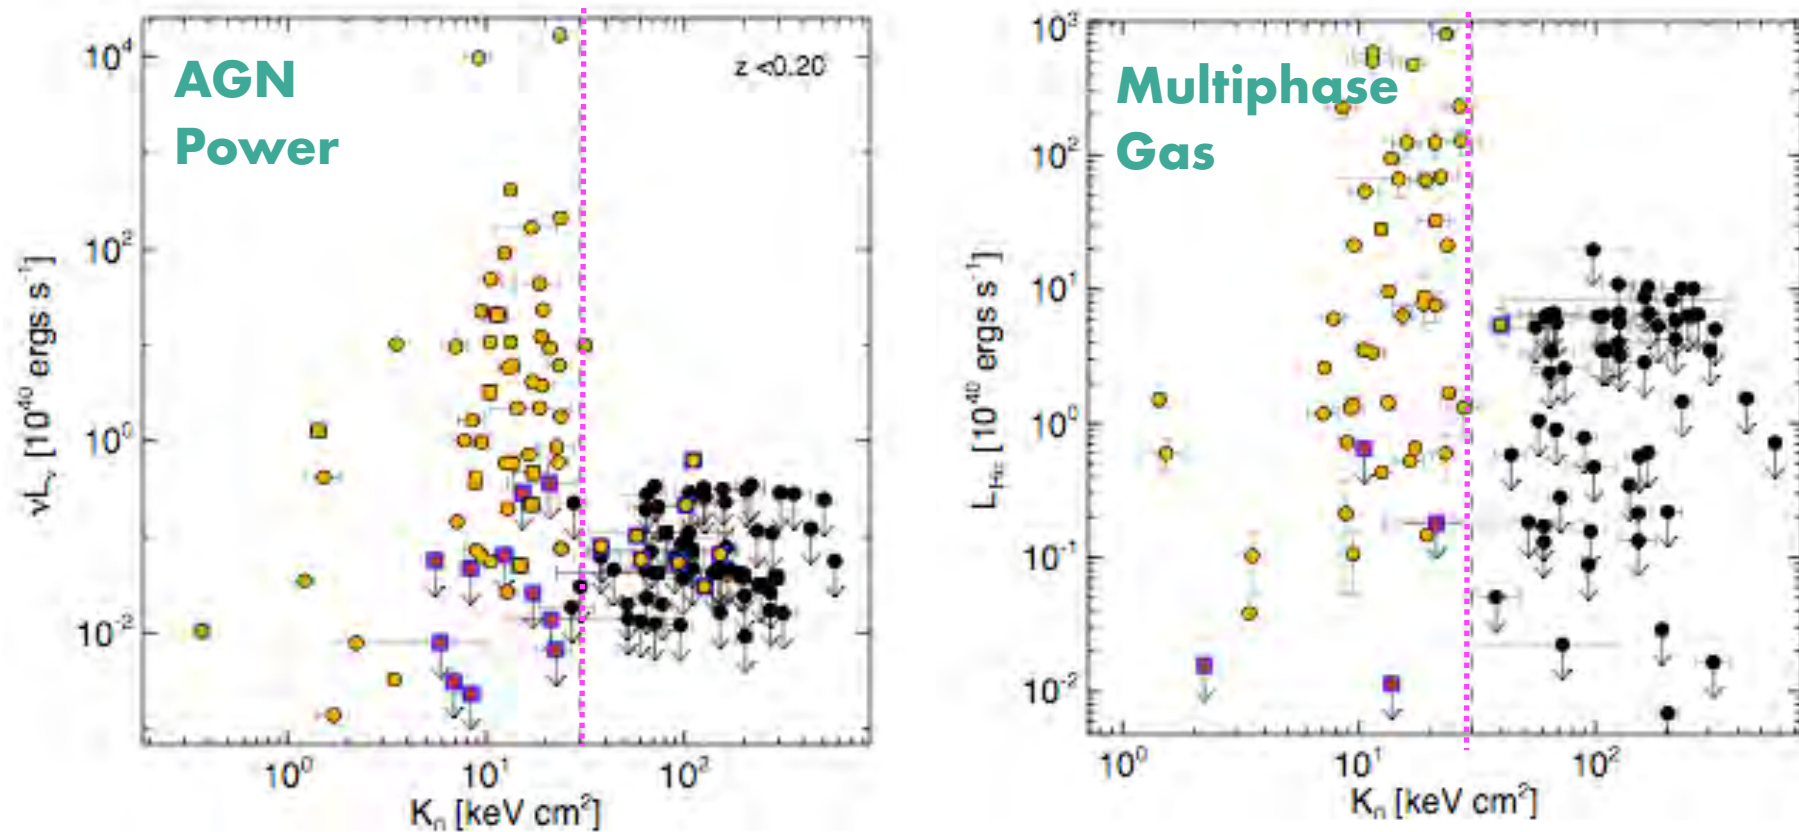 AGN
Power
z <0.20
10⁴
10²
10⁰
10⁻²
νLᵥ [10⁴⁰ ergs s⁻¹]
10⁰ 10¹ 10²
K₀ [keV cm²]
Multiphase
Gas
10³
10²
10¹
10⁰
10⁻¹
10⁻²
L_Hα [10⁴⁰ ergs s⁻¹]
10⁰ 10¹ 10²
K₀ [keV cm²]